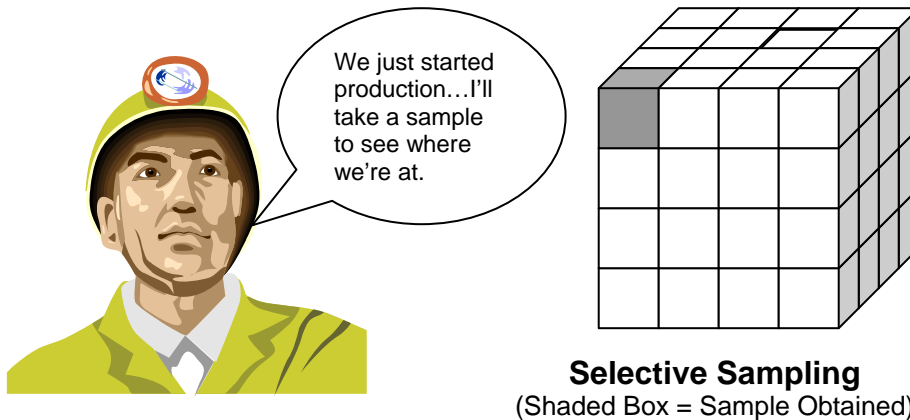 We just started
production…I'll
take a sample
to see where
we're at.
Selective Sampling
(Shaded Box = Sample Obtained)